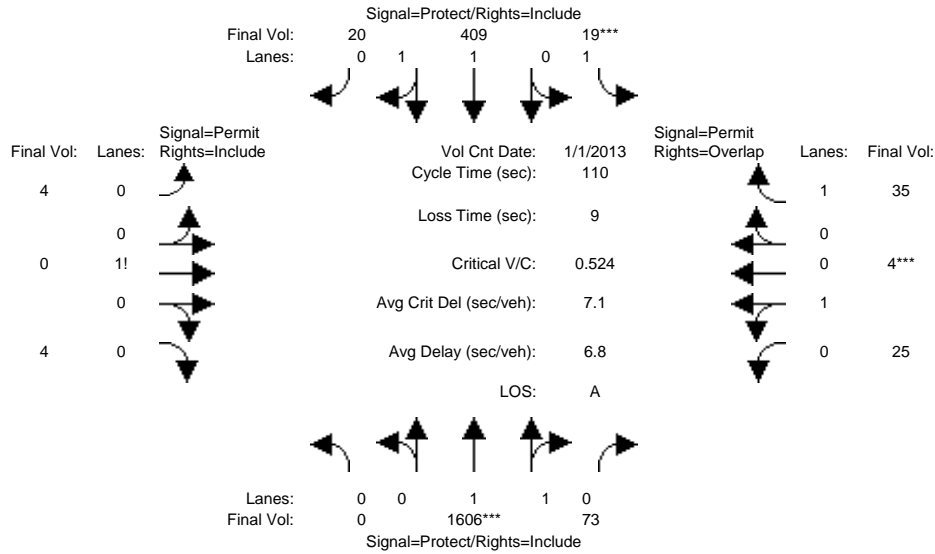 Signal=Protect/Rights=Include
Final Vol: 20 409 19***
Lanes: 0 1 1 0 1
Signal=Permit
Final Vol: Lanes: Rights=Include
Vol Cnt Date: 1/1/2013
Signal=Permit
Rights=Overlap Lanes: Final Vol:
Cycle Time (sec): 110
4 0
1 35
Loss Time (sec): 9
0
0
0 1!
Critical V/C: 0.524
0 4***
0
Avg Crit Del (sec/veh): 7.1
1
4 0
Avg Delay (sec/veh): 6.8
0 25
LOS: A
Lanes: 0 0 1 1 0
Final Vol: 0 1606*** 73
Signal=Protect/Rights=Include